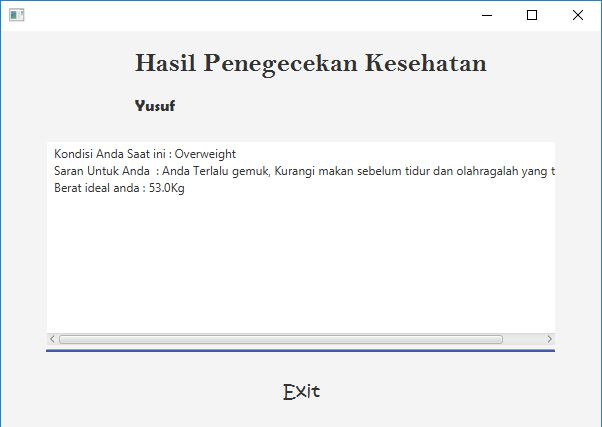 Hasil Penegecekan Kesehatan
Yusuf
Kondisi Anda Saat ini : Overweight
Saran Untuk Anda : Anda Terlalu gemuk, Kurangi makan sebelum tidur dan olahragalah yang t
Berat ideal anda : 53.0Kg
Exit